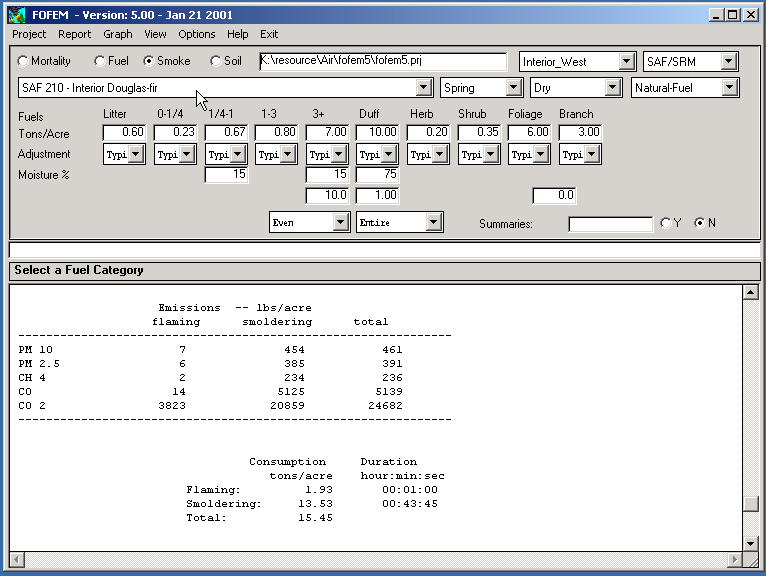 FOFEM - Version: 5.00 - Jan 21 2001
Project Report Graph View Options Help Exit
Mortality Fuel Smoke Soil K:\resource\Air\fofem5\fofem5.prj Interior_West SAF/SRM
SAF 210 - Interior Douglas-fir Spring Dry Natural-Fuel
Fuels Litter 0-1/4 1/4-1 1-3 3+ Duff Herb Shrub Foliage Branch
Tons/Acre 0.60 0.23 0.67 0.80 7.00 10.00 0.20 0.35 6.00 3.00
Adjustment Typi Typi Typi Typi Typi Typi Typi Typi Typi Typi
Moisture % 15 15 75
10.0 1.00 0.0
Even Entire Summaries: Y N
Select a Fuel Category
Emissions -- lbs/acre
flaming smoldering total
PM 10 7 454 461
PM 2.5 6 385 391
CH 4 2 234 236
CO 14 5125 5139
CO 2 3823 20859 24682
Consumption Duration
tons/acre hour:min:sec
Flaming: 1.93 00:01:00
Smoldering: 13.53 00:43:45
Total: 15.45